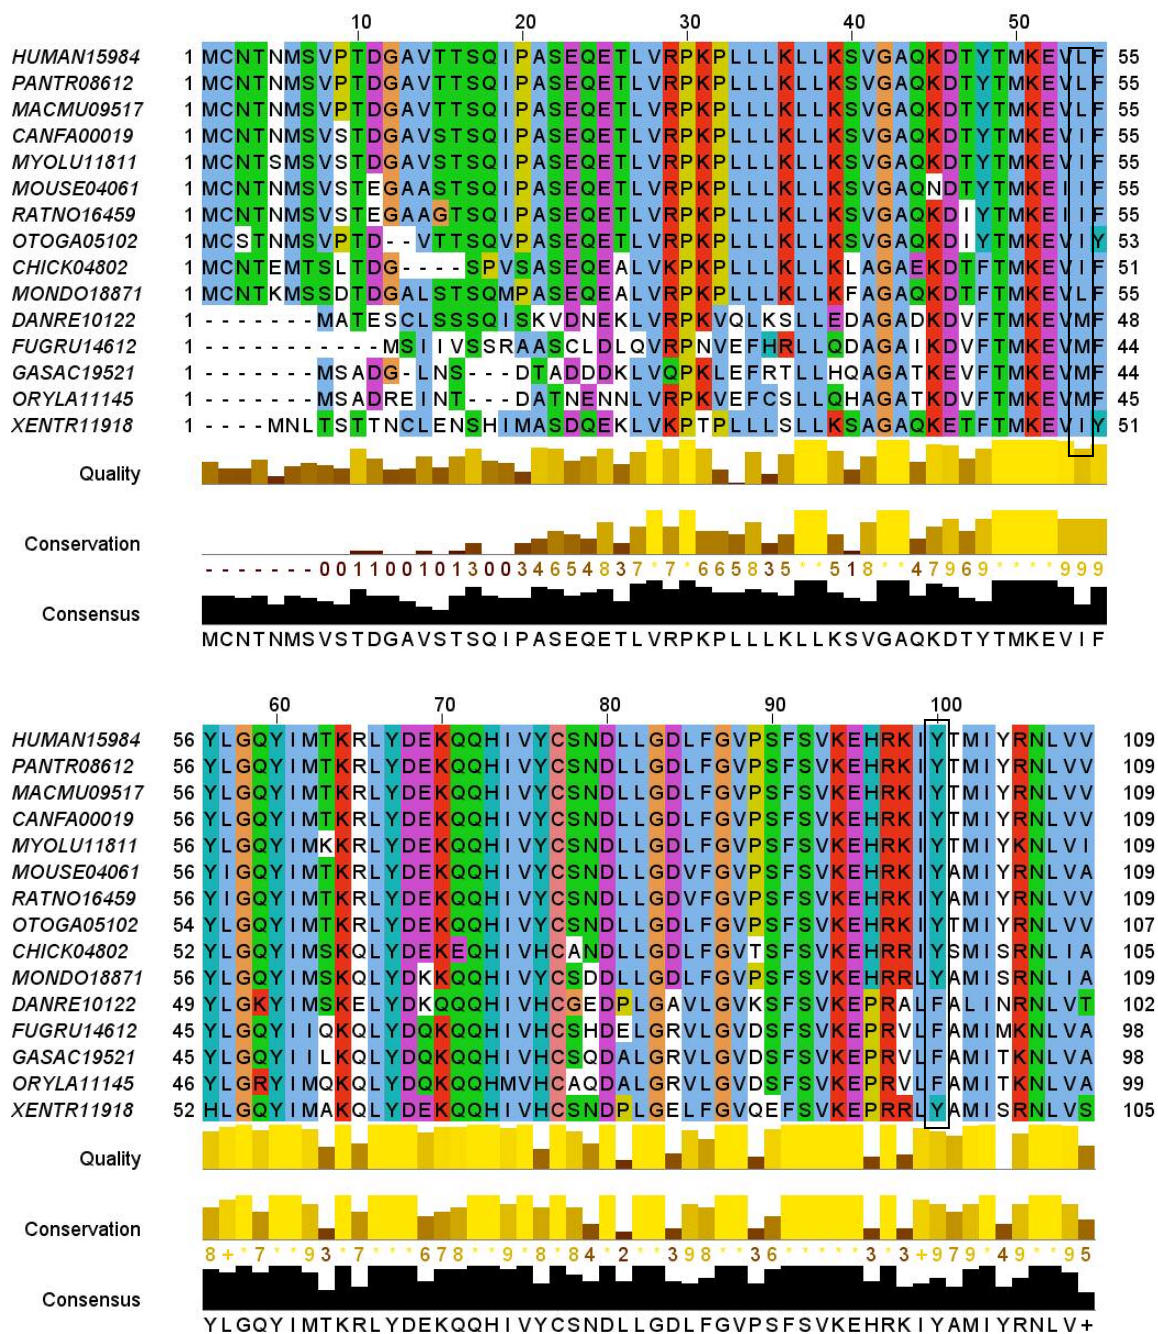 10 20 30 40 50
HUMAN15984 1 MCNTNMSVPTDGAVTTSQIPASEQETLVRPKPLLLKLLKSVGAQKDTYTMKEVLF 55
PANTR08612 1 MCNTNMSVPTDGAVTTSQIPASEQETLVRPKPLLLKLLKSVGAQKDTYTMKEVLF 55
MACMU09517 1 MCNTNMSVPTDGAVTTSQIPASEQETLVRPKPLLLKLLKSVGAQKDTYTMKEVLF 55
CANFA00019 1 MCNTNMSVSTDGAVSTSQIPASEQETLVRPKPLLLKLLKSVGAQKDTYTMKEVIF 55
MYOLU11811 1 MCNTSMSVSTDGAVSTSQIPASEQETLVRPKPLLLKLLKSVGAQKDTYTMKEVIF 55
MOUSE04061 1 MCNTNMSVSTEGAASTSQIPASEQETLVRPKPLLLKLLKSVGAQNDTYTMKEIIF 55
RATNO16459 1 MCNTNMSVSTEGAAGTSQIPASEQETLVRPKPLLLKLLKSVGAQKDIYTMKEIIF 55
OTOGA05102 1 MCSTNMSVPTD--VTTSQVPASEQETLVRPKPLLLKLLKSVGAQKDIYTMKEVIY 53
CHICK04802 1 MCNTEMTSLTDG----SPVSASEQEALVKPKPLLLKLLKLAGAEKDTFTMKEVIF 51
MONDO18871 1 MCNTKMSSDTDGALSTSQMPASEQEALVRPKPLLLKLLKFAGAQKDTFTMKEVLF 55
DANRE10122 1 -------MATESCLSSSQISKVDNEKLVRPKVQLKSLLEDAGADKDVFTMKEVMF 48
FUGRU14612 1 -----------MSIIVSSRAASCLDLQVRPNVEFHRLLQDAGAIKDVFTMKEVMF 44
GASAC19521 1 -------MSADG-LNS---DTADDDKLVQPKLEFRTLLHQAGATKEVFTMKEVMF 44
ORYLA11145 1 -------MSADREINT---DATNENNLVRPKVEFCSLLQHAGATKDVFTMKEVMF 45
XENTR11918 1 ----MNLTSTTNCLENSHIMASDQEKLVKPTPLLLSLLKSAGAQKETFTMKEVIY 51
Quality
Conservation
-------00110010130034654837*7*665835**518**47969****999
Consensus
MCNTNMSVSTDGAVSTSQIPASEQETLVRPKPLLLKLLKSVGAQKDTYTMKEVIF
60 70 80 90 100
HUMAN15984 56 YLGQYIMTKRLYDEKQQHIVYCSNDLLGDLFGVPSFSVKEHRKIYTMIYRNLVV 109
PANTR08612 56 YLGQYIMTKRLYDEKQQHIVYCSNDLLGDLFGVPSFSVKEHRKIYTMIYRNLVV 109
MACMU09517 56 YLGQYIMTKRLYDEKQQHIVYCSNDLLGDLFGVPSFSVKEHRKIYTMIYRNLVV 109
CANFA00019 56 YLGQYIMTKRLYDEKQQHIVYCSNDLLGDLFGVPSFSVKEHRKIYTMIYRNLVV 109
MYOLU11811 56 YLGQYIMKKRLYDEKQQHIVYCSNDLLGDLFGVPSFSVKEHRKIYTMIYKNLVI 109
MOUSE04061 56 YIGQYIMTKRLYDEKQQHIVYCSNDLLGDVFGVPSFSVKEHRKIYAMIYRNLVA 109
RATNO16459 56 YIGQYIMTKRLYDEKQQHIVYCSNDLLGDVFGVPSFSVKEHRKIYAMIYRNLVV 109
OTOGA05102 54 YLGQYIMTKRLYDEKQQHIVYCSNDLLGDVFGVPSFSVKEHRKIYTMIYRNLVV 107
CHICK04802 52 YLGQYIMSKQLYDEKEQHIVHCANDLLGDLFGVTSFSVKEHRRIYSMISRNLIA 105
MONDO18871 56 YLGQYIMSKQLYDKKQQHIVYCSDDLLGDLFGVPSFSVKEHRRLYAMISRNLIA 109
DANRE10122 49 YLGKYIMSKELYDKQQQHIVHCGEDPLGAVLGVKSFSVKEPRALFALINRNLVT 102
FUGRU14612 45 YLGQYIIQKQLYDQKQQHIVHCSHDELGRVLGVDSFSVKEPRVLFAMIMKNLVA 98
GASAC19521 45 YLGQYIILKQLYDQKQQHIVHCSQDALGRVLGVDSFSVKEPRVLFAMITKNLVA 98
ORYLA11145 46 YLGRYIMQKQLYDQKQQHMVHCAQDALGRVLGVDSFSVKEPRVLFAMITKNLVA 99
XENTR11918 52 HLGQYIMAKQLYDEKQQHIVHCSNDPLGELFGVQEFSVKEPRRLYAMISRNLVS 105
Quality
Conservation
8+*7**93*7***678**9*8*84*2**398**36*****3*3+979*49**95
Consensus
YLGQYIMTKRLYDEKQQHIVYCSNDLLGDLFGVPSFSVKEHRKIYAMIYRNLV+